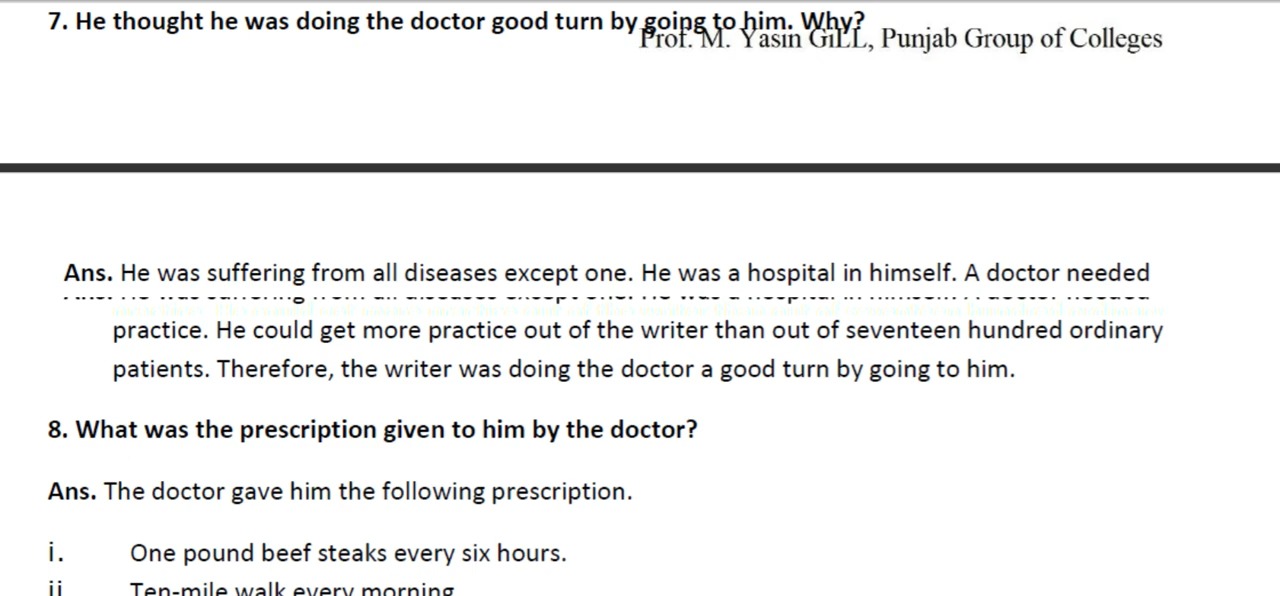 7. He thought he was doing the doctor good turn by going to him. Why?
Prof. M. Yasin GiLL, Punjab Group of Colleges
Ans. He was suffering from all diseases except one. He was a hospital in himself. A doctor needed
practice. He could get more practice out of the writer than out of seventeen hundred ordinary
patients. Therefore, the writer was doing the doctor a good turn by going to him.
8. What was the prescription given to him by the doctor?
Ans. The doctor gave him the following prescription.
i. One pound beef steaks every six hours.
ii Ten-mile walk every morning